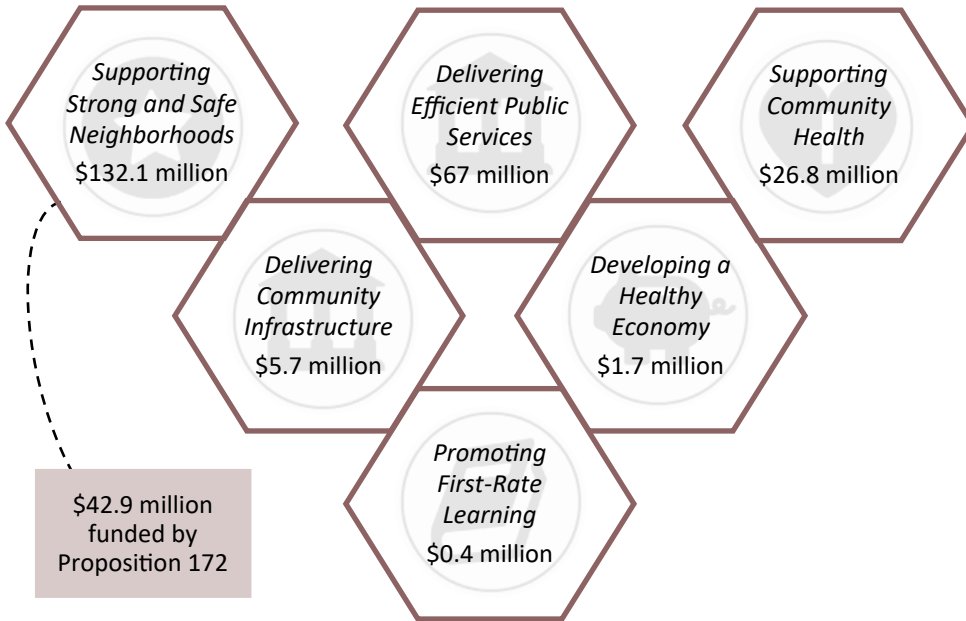 Supporting
Strong and Safe
Neighborhoods
$132.1 million
Delivering
Efficient Public
Services
$67 million
Supporting
Community
Health
$26.8 million
Delivering
Community
Infrastructure
$5.7 million
Developing a
Healthy
Economy
$1.7 million
Promoting
First-Rate
Learning
$0.4 million
$42.9 million
funded by
Proposition 172